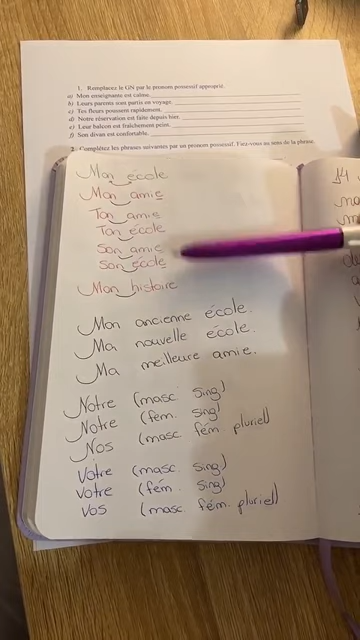 1. Remplacez le GN par le pronom possessif approprié.
a) Mon enseignante est calme.
b) Leurs parents sont partis en voyage.
c) Tes fleurs poussent rapidement.
d) Notre réservation est faite depuis hier.
e) Leur balcon est fraîchement peint.
f) Son divan est confortable.
2. Complétez les phrases suivantes par un pronom possessif. Fiez-vous au sens de la phrase.
Mon école
Mon amie
Ton amie
Ton école
Son amie
Son école
Mon histoire
Mon ancienne école.
Ma nouvelle école.
Ma meilleure amie.
Notre (masc. sing)
Notre (fém. sing)
Nos (masc. fém. pluriel)
Votre (masc sing)
Votre (fém. sing)
Vos (masc. fém. pluriel)